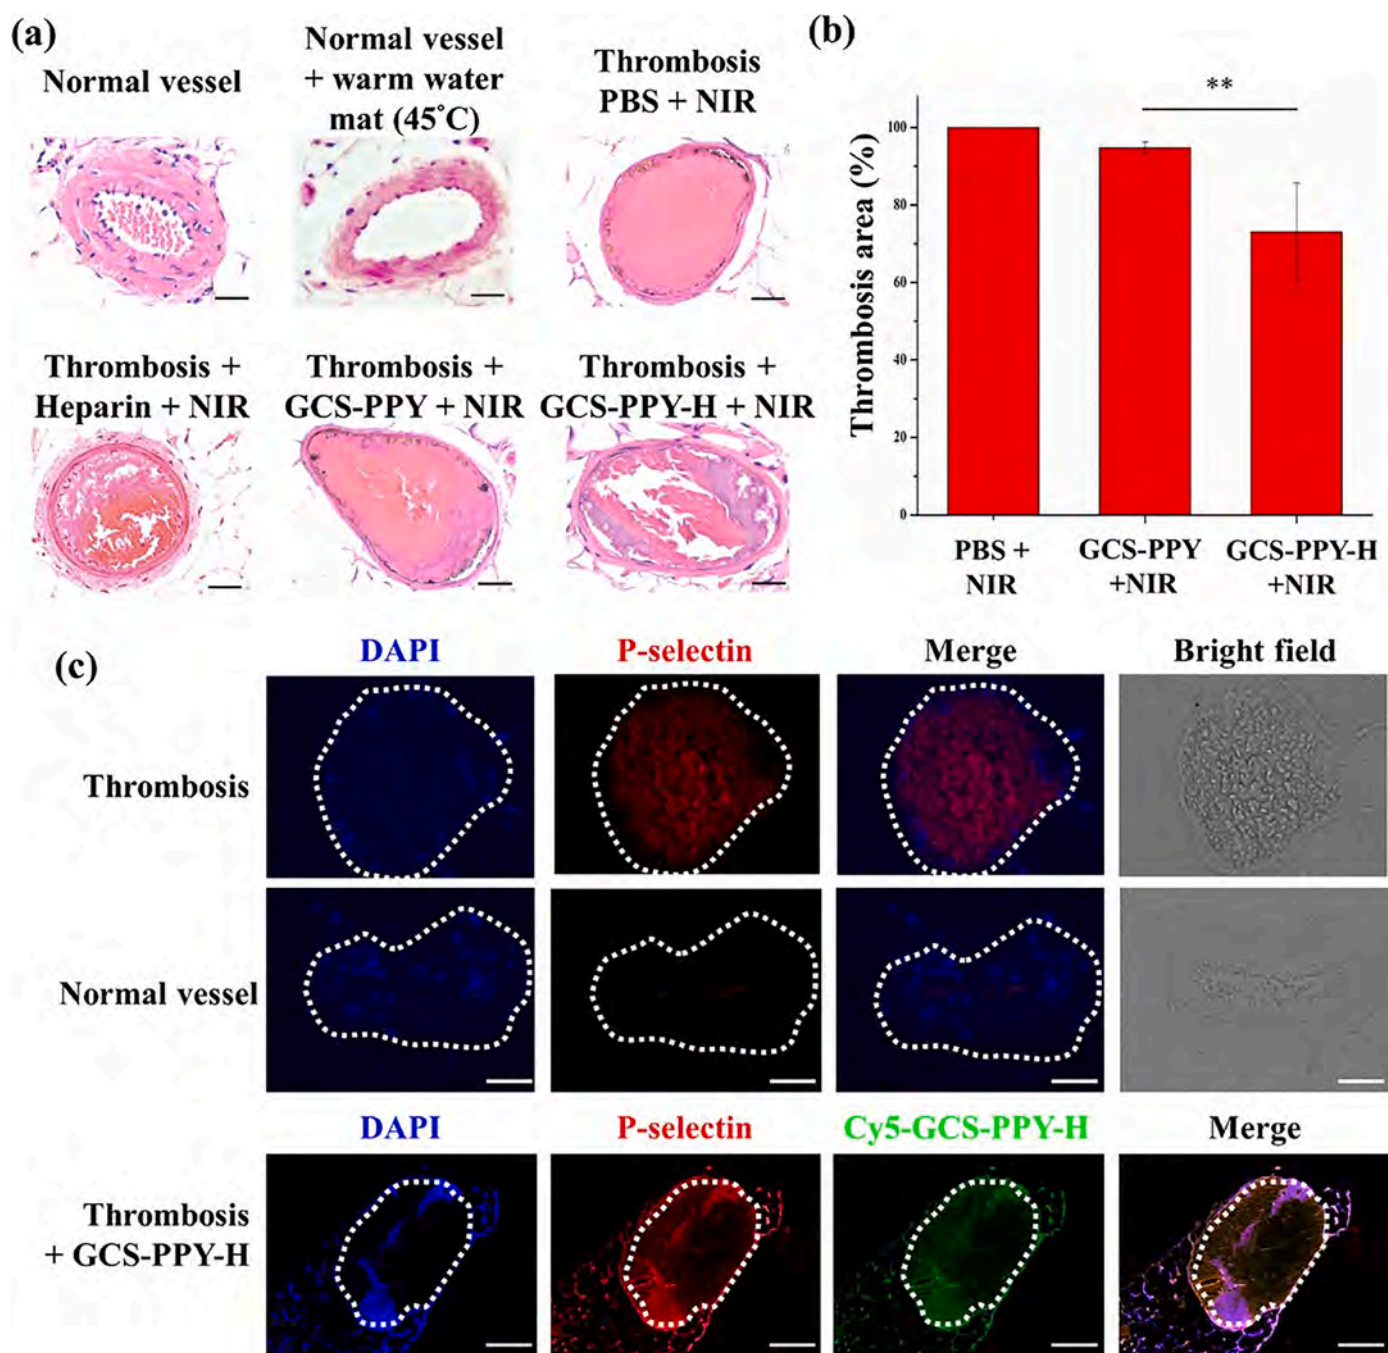 (a)
Normal vessel
Normal vessel
+ warm water
mat (45°C)
Thrombosis
PBS + NIR
Thrombosis +
Heparin + NIR
Thrombosis +
GCS-PPY + NIR
Thrombosis +
GCS-PPY-H + NIR
(b)
**
Thrombosis area (%)
100
80
60
40
20
0
PBS +
NIR
GCS-PPY
+NIR
GCS-PPY-H
+NIR
(c)
DAPI
P-selectin
Merge
Bright field
Thrombosis
Normal vessel
DAPI
P-selectin
Cy5-GCS-PPY-H
Merge
Thrombosis
+ GCS-PPY-H